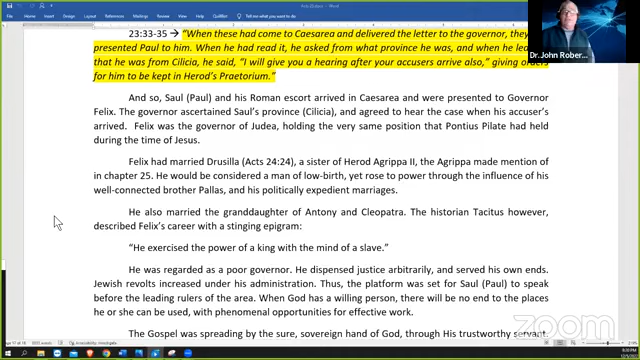 Acts 23.docx - Word
File Home Insert Design Layout References Mailings Review View Help Acrobat Tell me what you want to do
23:33-35 → “When these had come to Caesarea and delivered the letter to the governor, they
presented Paul to him. When he had read it, he asked from what province he was, and when he lea
that he was from Cilicia, he said, “I will give you a hearing after your accusers arrive also,” giving orders
for him to be kept in Herod’s Praetorium.”
And so, Saul (Paul) and his Roman escort arrived in Caesarea and were presented to Governor
Felix. The governor ascertained Saul’s province (Cilicia), and agreed to hear the case when his accuser’s
arrived. Felix was the governor of Judea, holding the very same position that Pontius Pilate had held
during the time of Jesus.
Felix had married Drusilla (Acts 24:24), a sister of Herod Agrippa II, the Agrippa made mention of
in chapter 25. He would be considered a man of low-birth, yet rose to power through the influence of his
well-connected brother Pallas, and his politically expedient marriages.
He also married the granddaughter of Antony and Cleopatra. The historian Tacitus however,
described Felix’s career with a stinging epigram:
“He exercised the power of a king with the mind of a slave.”
He was regarded as a poor governor. He dispensed justice arbitrarily, and served his own ends.
Jewish revolts increased under his administration. Thus, the platform was set for Saul (Paul) to speak
before the leading rulers of the area. When God has a willing person, there will be no end to the places
he or she can be used, with phenomenal opportunities for effective work.
The Gospel was spreading by the sure, sovereign hand of God, through His trustworthy servant.
Dr. John Rober...
zoom